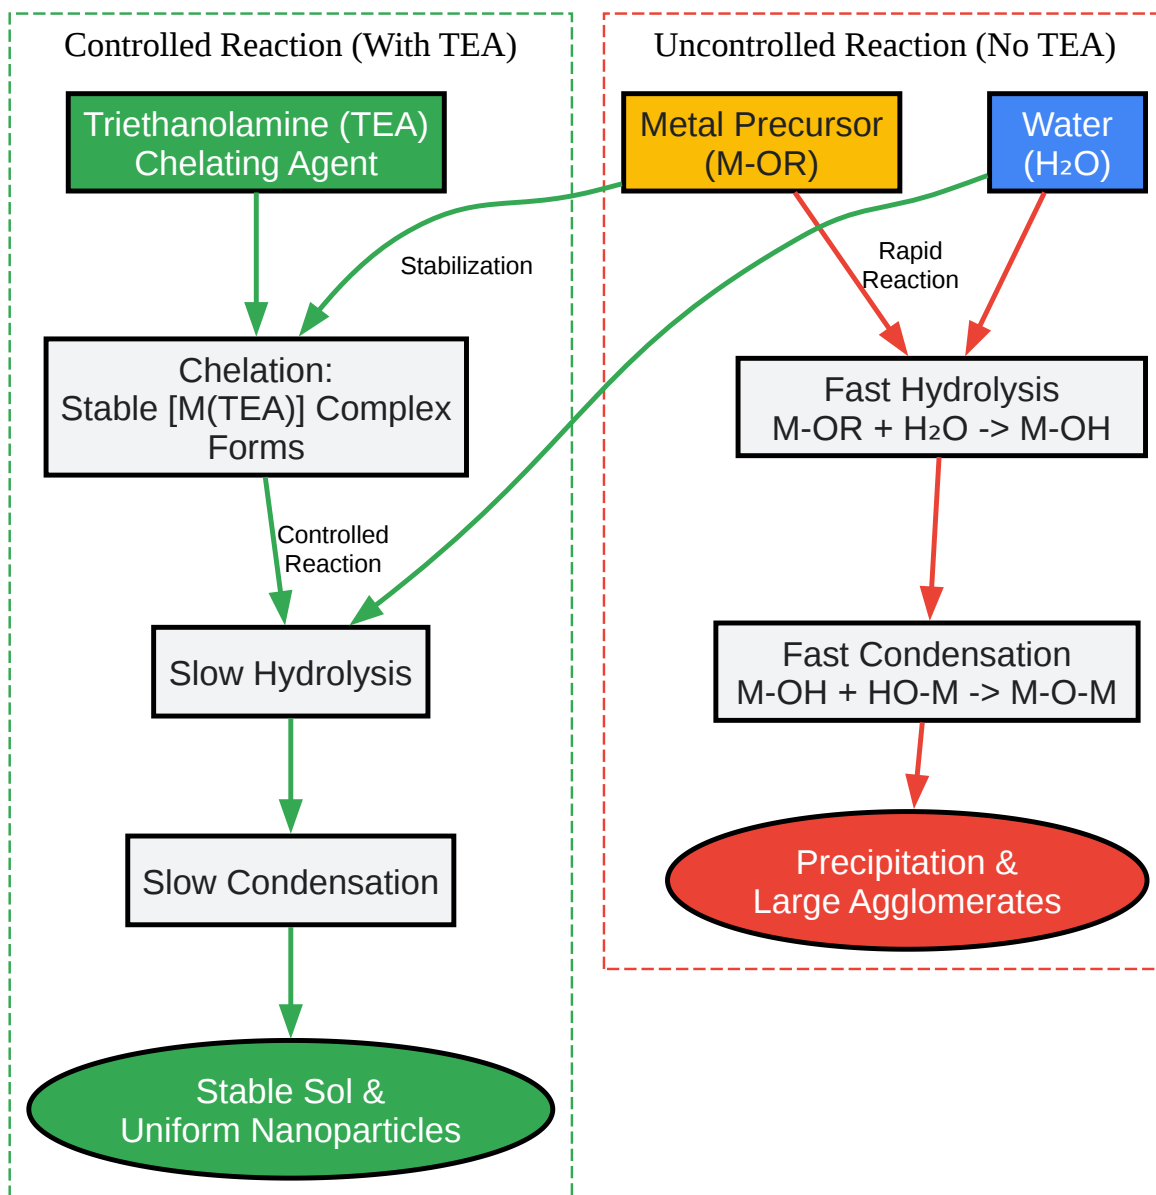 Controlled Reaction (With TEA)
Triethanolamine (TEA)
Chelating Agent
Stabilization
Chelation:
Stable [M(TEA)] Complex
Forms
Controlled
Reaction
Slow Hydrolysis
Slow Condensation
Stable Sol &
Uniform Nanoparticles
Uncontrolled Reaction (No TEA)
Metal Precursor
(M-OR)
Water
(H₂O)
Rapid
Reaction
Fast Hydrolysis
M-OR + H₂O -> M-OH
Fast Condensation
M-OH + HO-M -> M-O-M
Precipitation &
Large Agglomerates